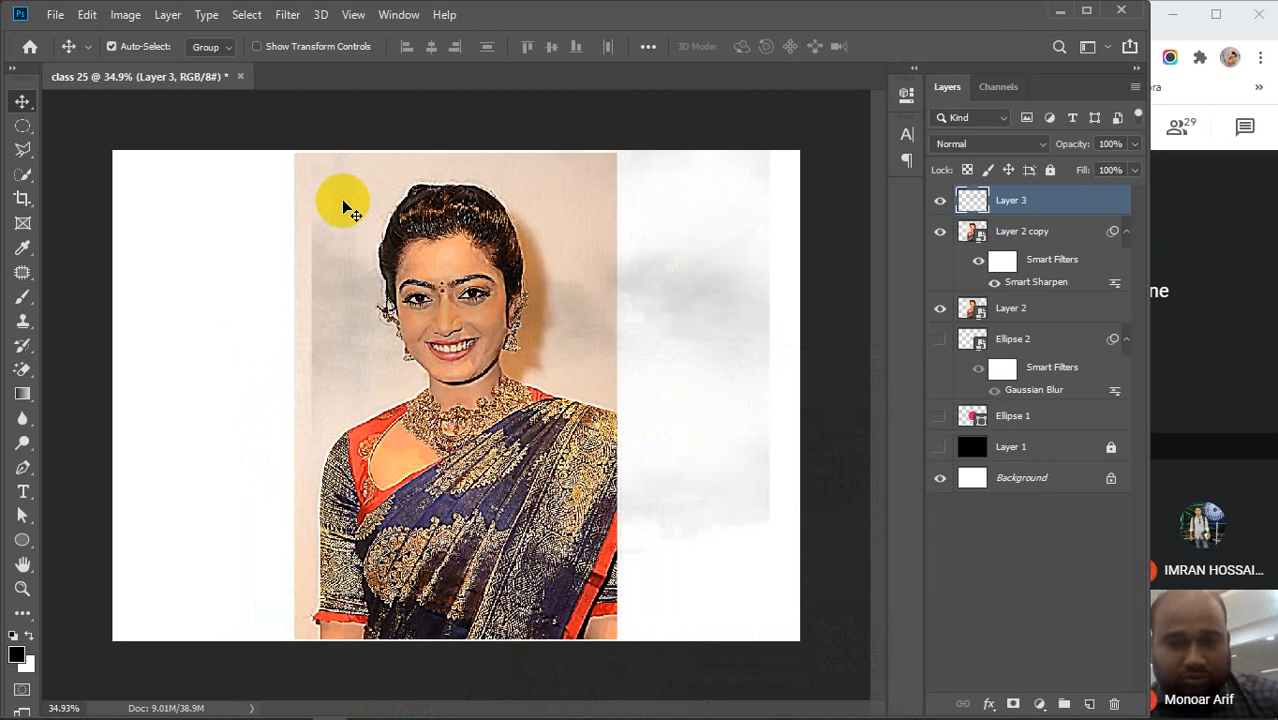 Ps File Edit Image Layer Type Select Filter 3D View Window Help
Auto-Select: Group Show Transform Controls 3D Mode:
class 25 @ 34.9% (Layer 3, RGB/8#) * ×
Layers Channels
Kind
Normal Opacity: 100%
Lock: Fill: 100%
Layer 3
Layer 2 copy
Smart Filters
Smart Sharpen
Layer 2
Ellipse 2
Smart Filters
Gaussian Blur
Ellipse 1
Layer 1
Background
34.93% Doc: 9.01M/38.9M
ora
29
ne
IMRAN HOSSAI...
Monoar Arif